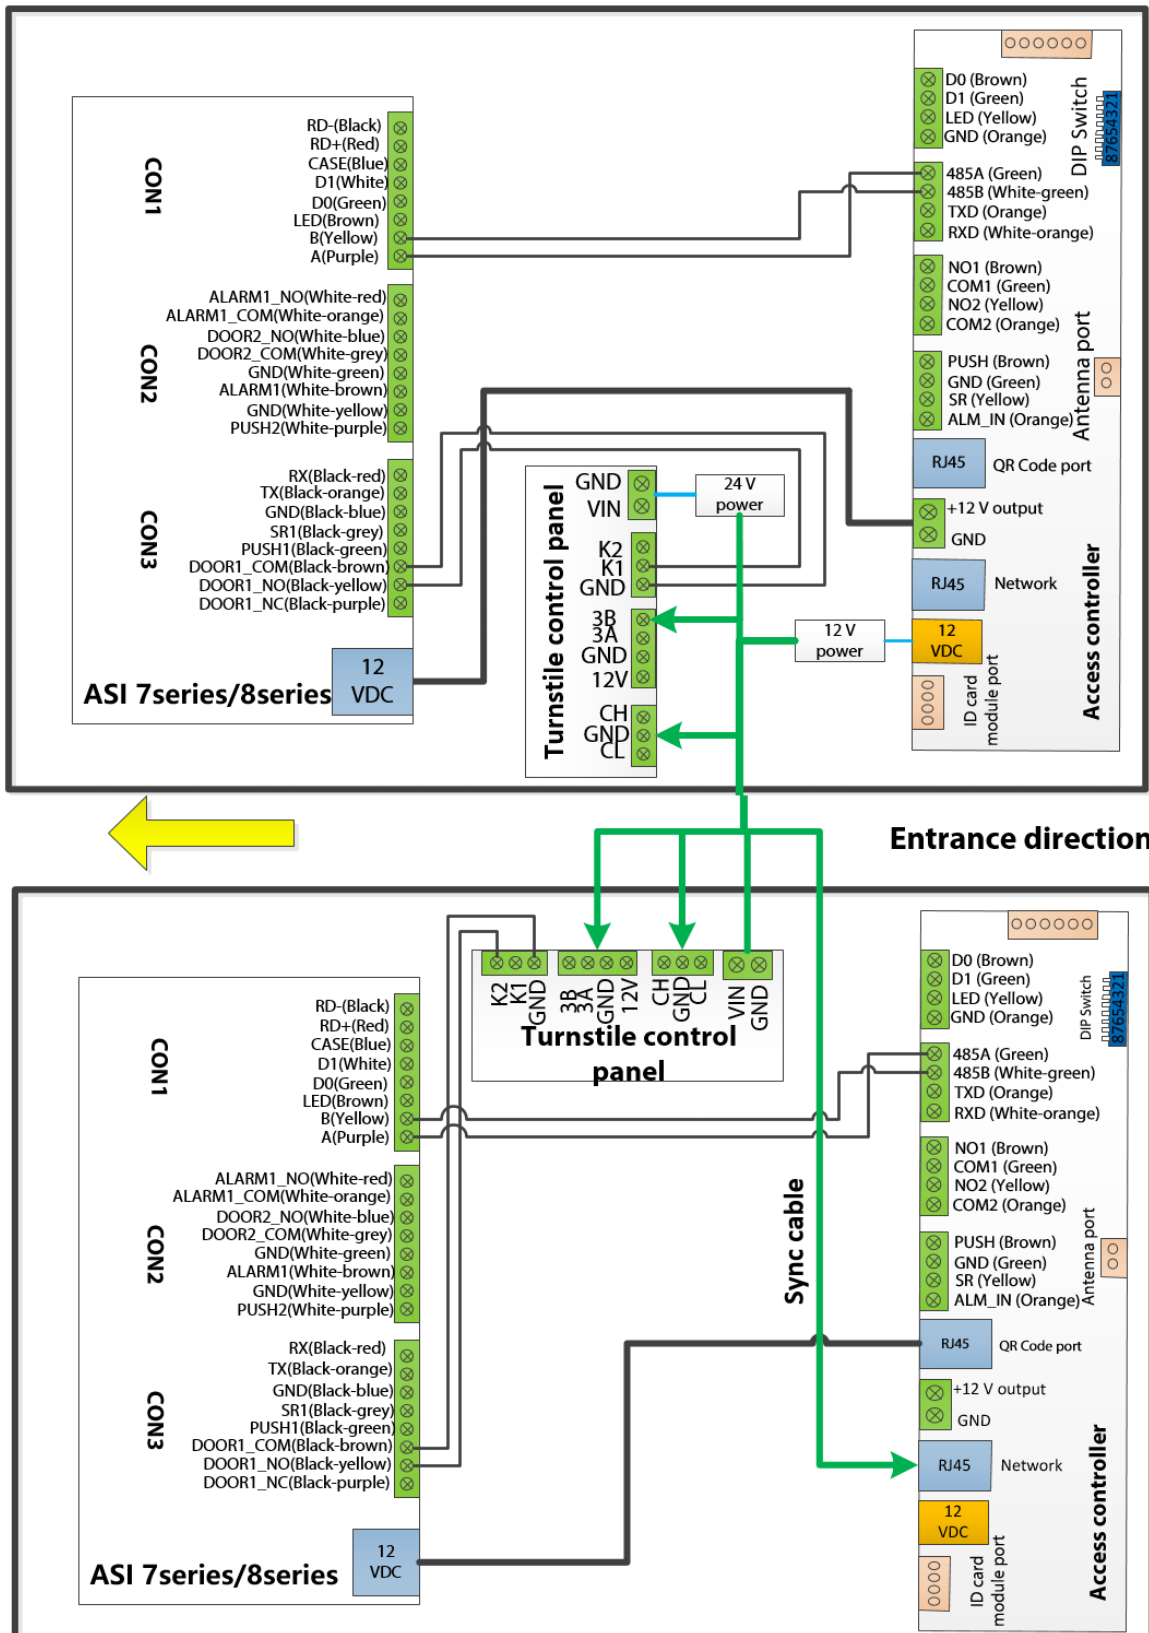 CON1
RD-(Black)
RD+(Red)
CASE(Blue)
D1(White)
D0(Green)
LED(Brown)
B(Yellow)
A(Purple)
CON2
ALARM1_NO(White-red)
ALARM1_COM(White-orange)
DOOR2_NO(White-blue)
DOOR2_COM(White-grey)
GND(White-green)
ALARM1(White-brown)
GND(White-yellow)
PUSH2(White-purple)
CON3
RX(Black-red)
TX(Black-orange)
GND(Black-blue)
SR1(Black-grey)
PUSH1(Black-green)
DOOR1_COM(Black-brown)
DOOR1_NO(Black-yellow)
DOOR1_NC(Black-purple)
ASI 7series/8series
12
VDC
Turnstile control panel
GND
VIN
K2
K1
GND
3B
3A
GND
12V
CH
GND
CL
24 V
power
12 V
power
D0 (Brown)
D1 (Green)
LED (Yellow)
GND (Orange)
DIP Switch
87654321
485A (Green)
485B (White-green)
TXD (Orange)
RXD (White-orange)
NO1 (Brown)
COM1 (Green)
NO2 (Yellow)
COM2 (Orange)
PUSH (Brown)
GND (Green)
SR (Yellow)
ALM_IN (Orange)
Antenna port
RJ45
QR Code port
+12 V output
GND
RJ45
Network
12
VDC
ID card
module port
Access controller
Entrance direction
K2
K1
GND
3B
3A
GND
12V
CH
GND
CL
VIN
GND
Turnstile control
panel
CON1
RD-(Black)
RD+(Red)
CASE(Blue)
D1(White)
D0(Green)
LED(Brown)
B(Yellow)
A(Purple)
CON2
ALARM1_NO(White-red)
ALARM1_COM(White-orange)
DOOR2_NO(White-blue)
DOOR2_COM(White-grey)
GND(White-green)
ALARM1(White-brown)
GND(White-yellow)
PUSH2(White-purple)
CON3
RX(Black-red)
TX(Black-orange)
GND(Black-blue)
SR1(Black-grey)
PUSH1(Black-green)
DOOR1_COM(Black-brown)
DOOR1_NO(Black-yellow)
DOOR1_NC(Black-purple)
ASI 7series/8series
12
VDC
Sync cable
D0 (Brown)
D1 (Green)
LED (Yellow)
GND (Orange)
DIP Switch
87654321
485A (Green)
485B (White-green)
TXD (Orange)
RXD (White-orange)
NO1 (Brown)
COM1 (Green)
NO2 (Yellow)
COM2 (Orange)
PUSH (Brown)
GND (Green)
SR (Yellow)
ALM_IN (Orange)
Antenna port
RJ45
QR Code port
+12 V output
GND
RJ45
Network
12
VDC
ID card
module port
Access controller